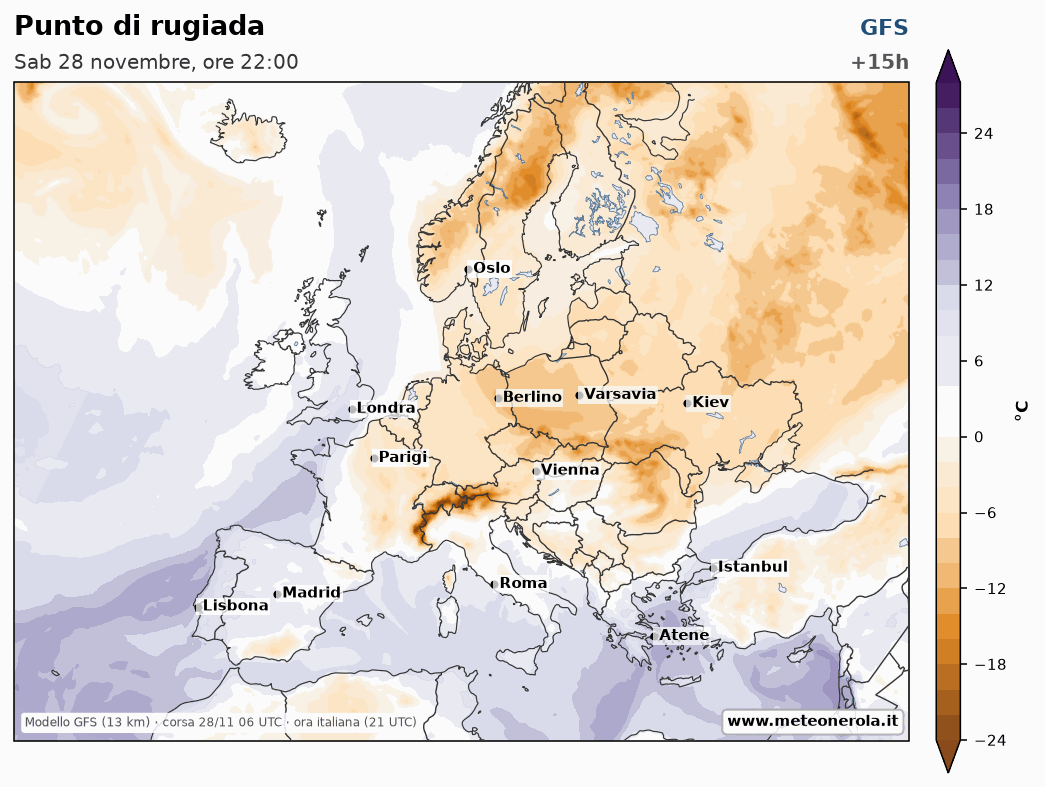 Punto di rugiada
GFS
Sab 28 novembre, ore 22:00
+15h
Oslo
Berlino
Varsavia
Kiev
Londra
Parigi
Vienna
Istanbul
Roma
Madrid
Lisbona
Atene
24
18
12
6
0
−6
−12
−18
−24
°C
Modello GFS (13 km) · corsa 28/11 06 UTC · ora italiana (21 UTC)
www.meteonerola.it